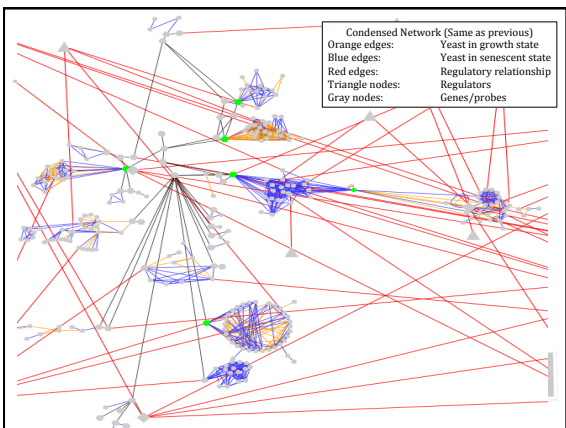 Condensed Network (Same as previous)
Orange edges: Yeast in growth state
Blue edges: Yeast in senescent state
Red edges: Regulatory relationship
Triangle nodes: Regulators
Gray nodes: Genes/probes